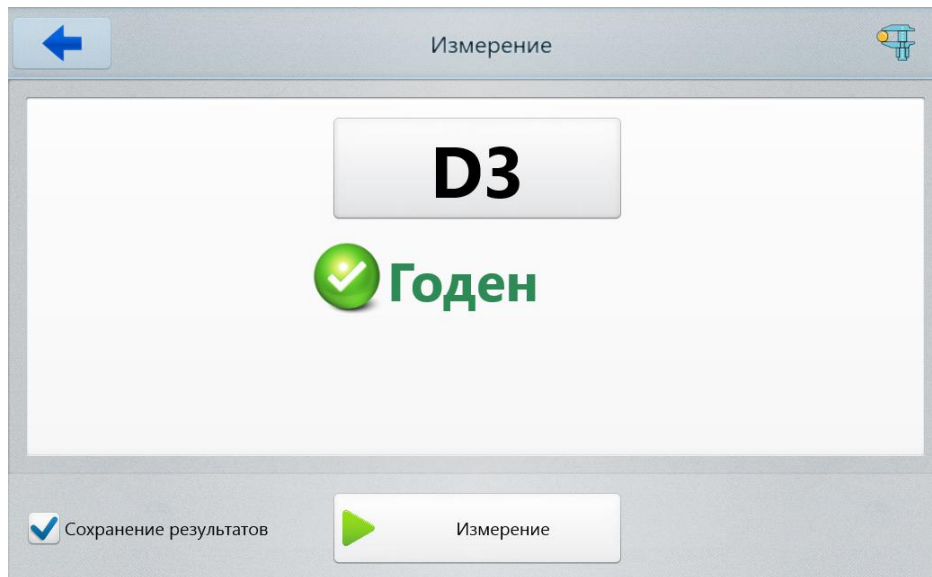 Измерение
D3
Годен
Сохранение результатов
Измерение